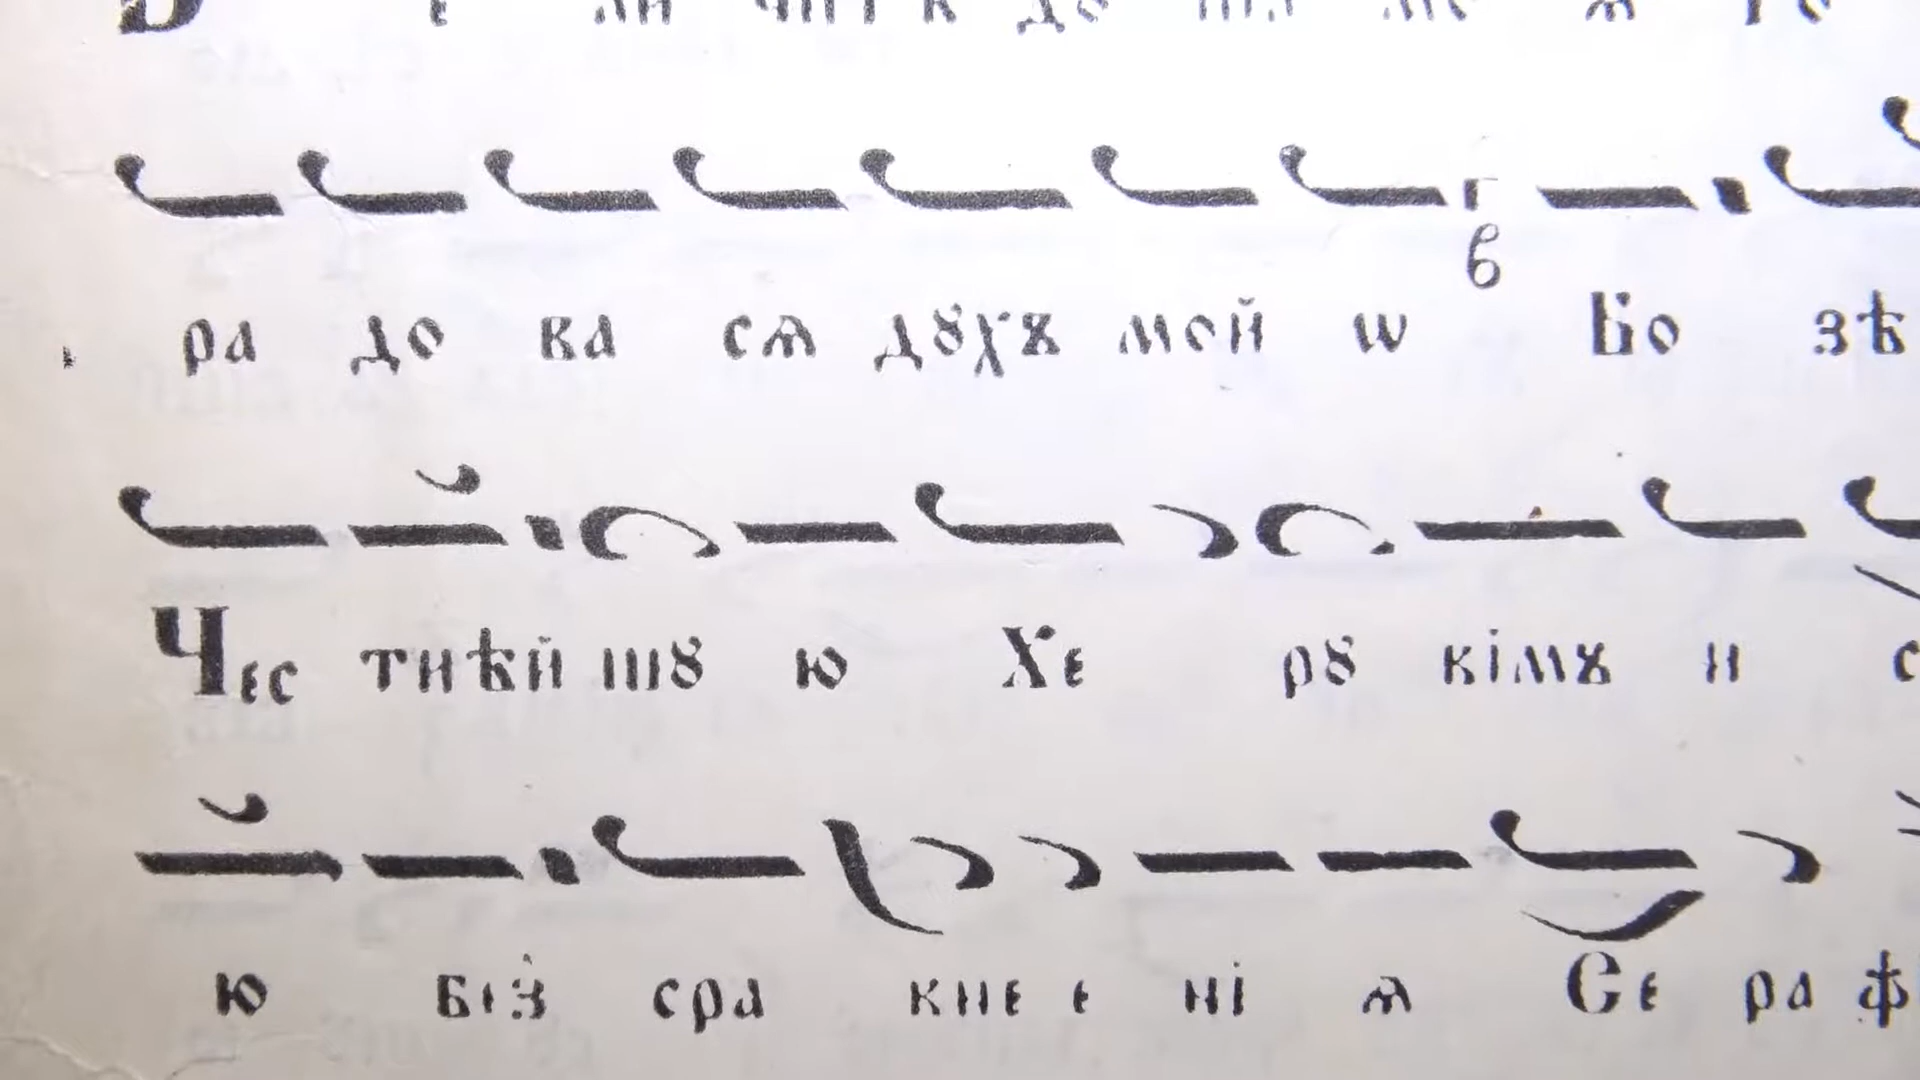 ра до ва сѧ дꙋхъ мой ѡ Бо зѣ
Чес тнѣй шꙋ ю Хе рꙋ вімъ и
ю без сра вне е ні ѧ Се ра ф